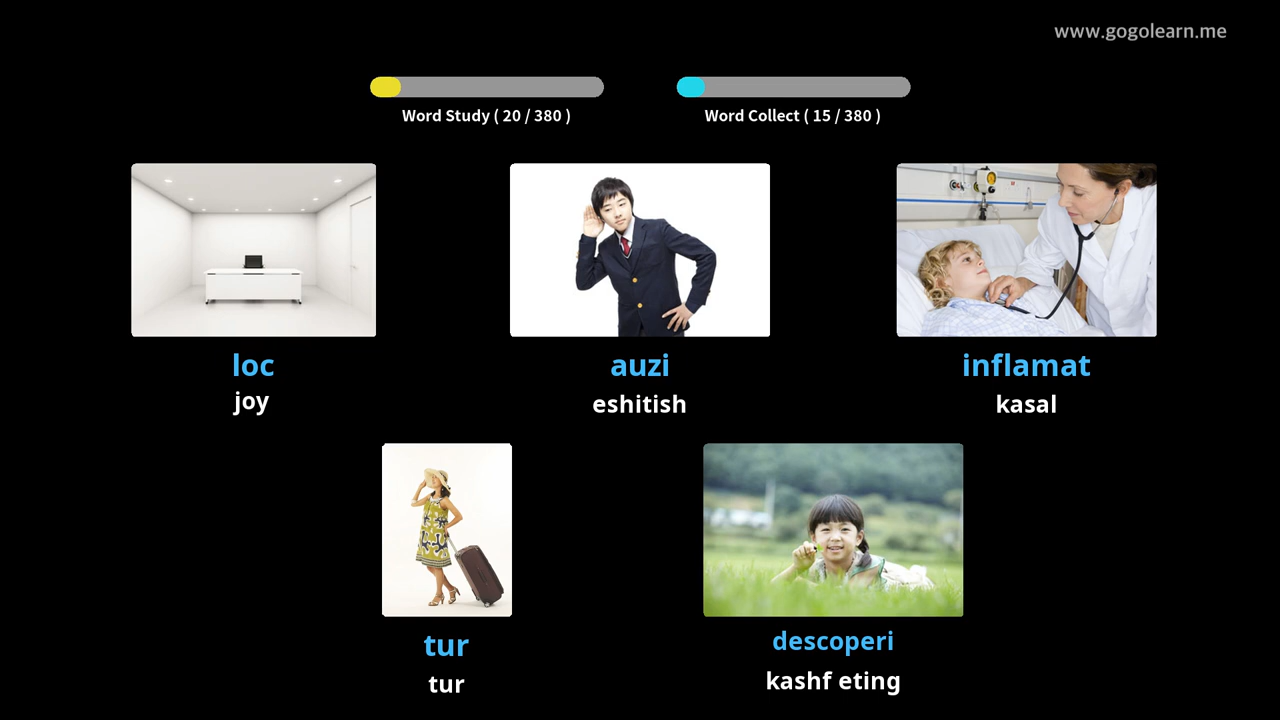 www.gogolearn.me
Word Study ( 20 / 380 )
Word Collect ( 15 / 380 )
loc
joy
auzi
eshitish
inflamat
kasal
tur
tur
descoperi
kashf eting